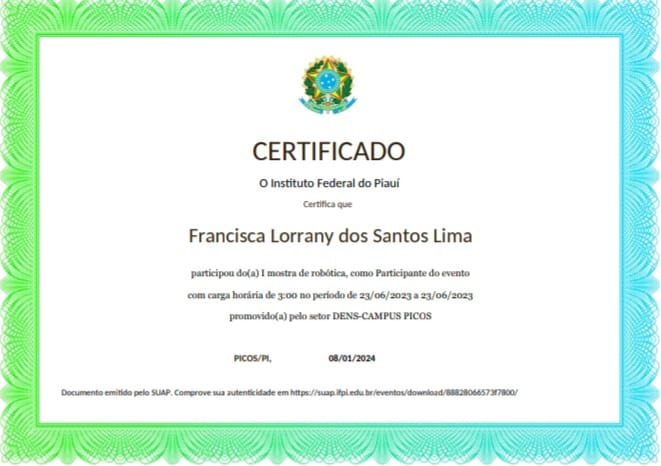 CERTIFICADO
O Instituto Federal do Piauí
Certifica que
Francisca Lorrany dos Santos Lima
participou do(a) I mostra de robótica, como Participante do evento
com carga horária de 3:00 no período de 23/06/2023 a 23/06/2023
promovido(a) pelo setor DENS-CAMPUS PICOS
PICOS/PI, 08/01/2024
Documento emitido pelo SUAP. Comprove sua autenticidade em https://suap.ifpi.edu.br/eventos/download/88828066573f7800/